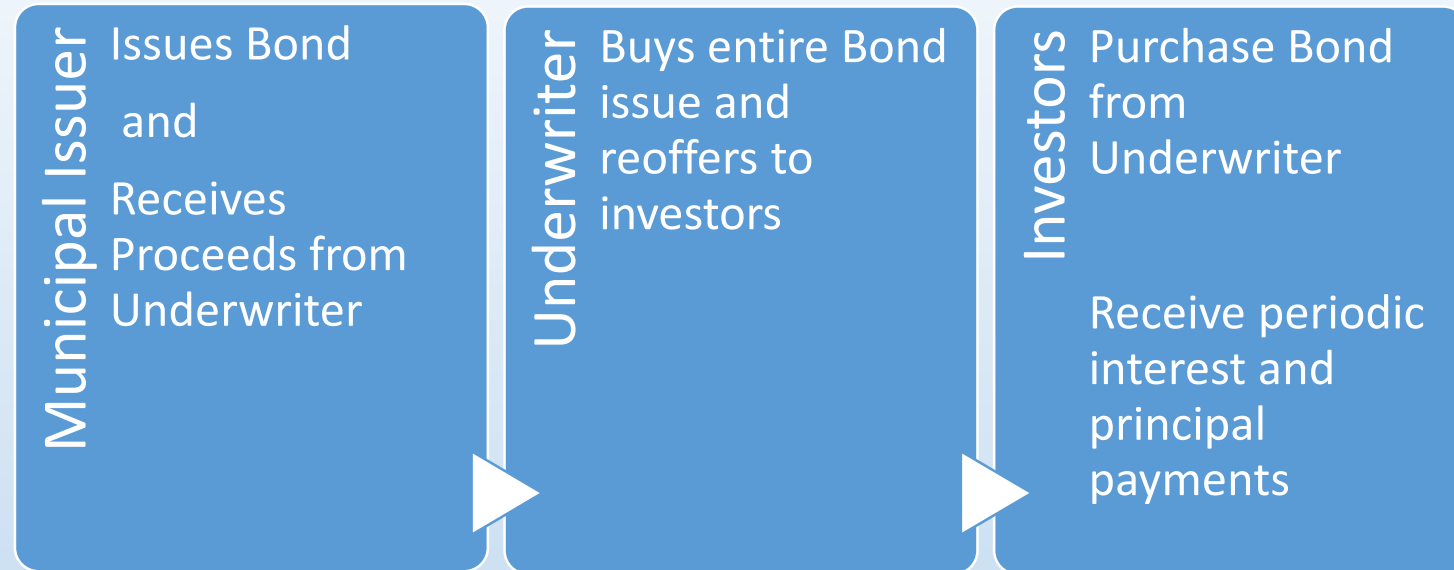 Municipal Issuer
Issues Bond
and
Receives
Proceeds from
Underwriter
Underwriter
Buys entire Bond
issue and
reoffers to
investors
Investors
Purchase Bond
from
Underwriter
Receive periodic
interest and
principal
payments